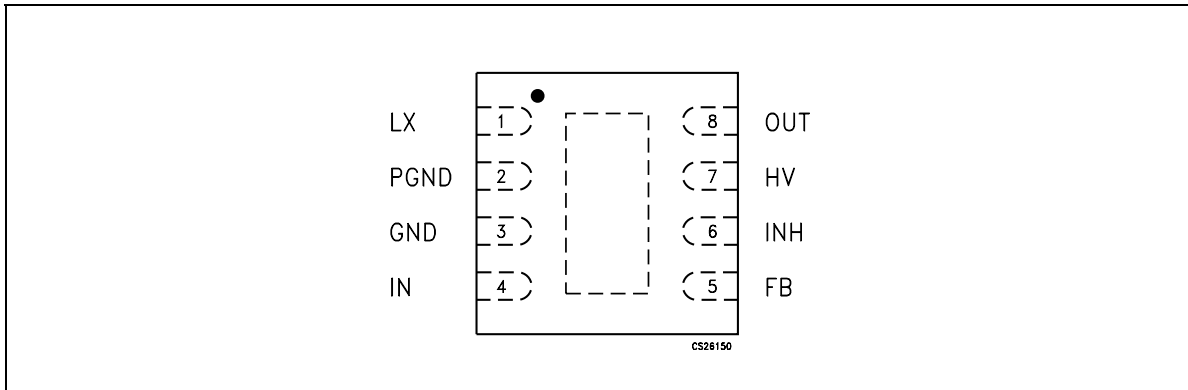 LX 1 8 OUT
PGND 2 7 HV
GND 3 6 INH
IN 4 5 FB
CS26150